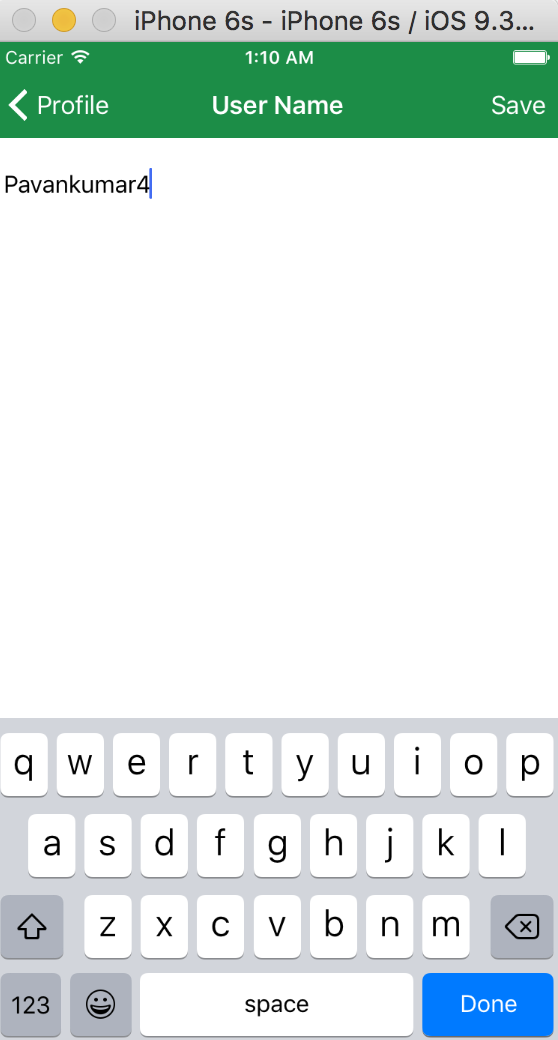 iPhone 6s - iPhone 6s / iOS 9.3...
Carrier 1:10 AM
Profile User Name Save
Pavankumar4
q w e r t y u i o p
a s d f g h j k l
z x c v b n m
123 space Done